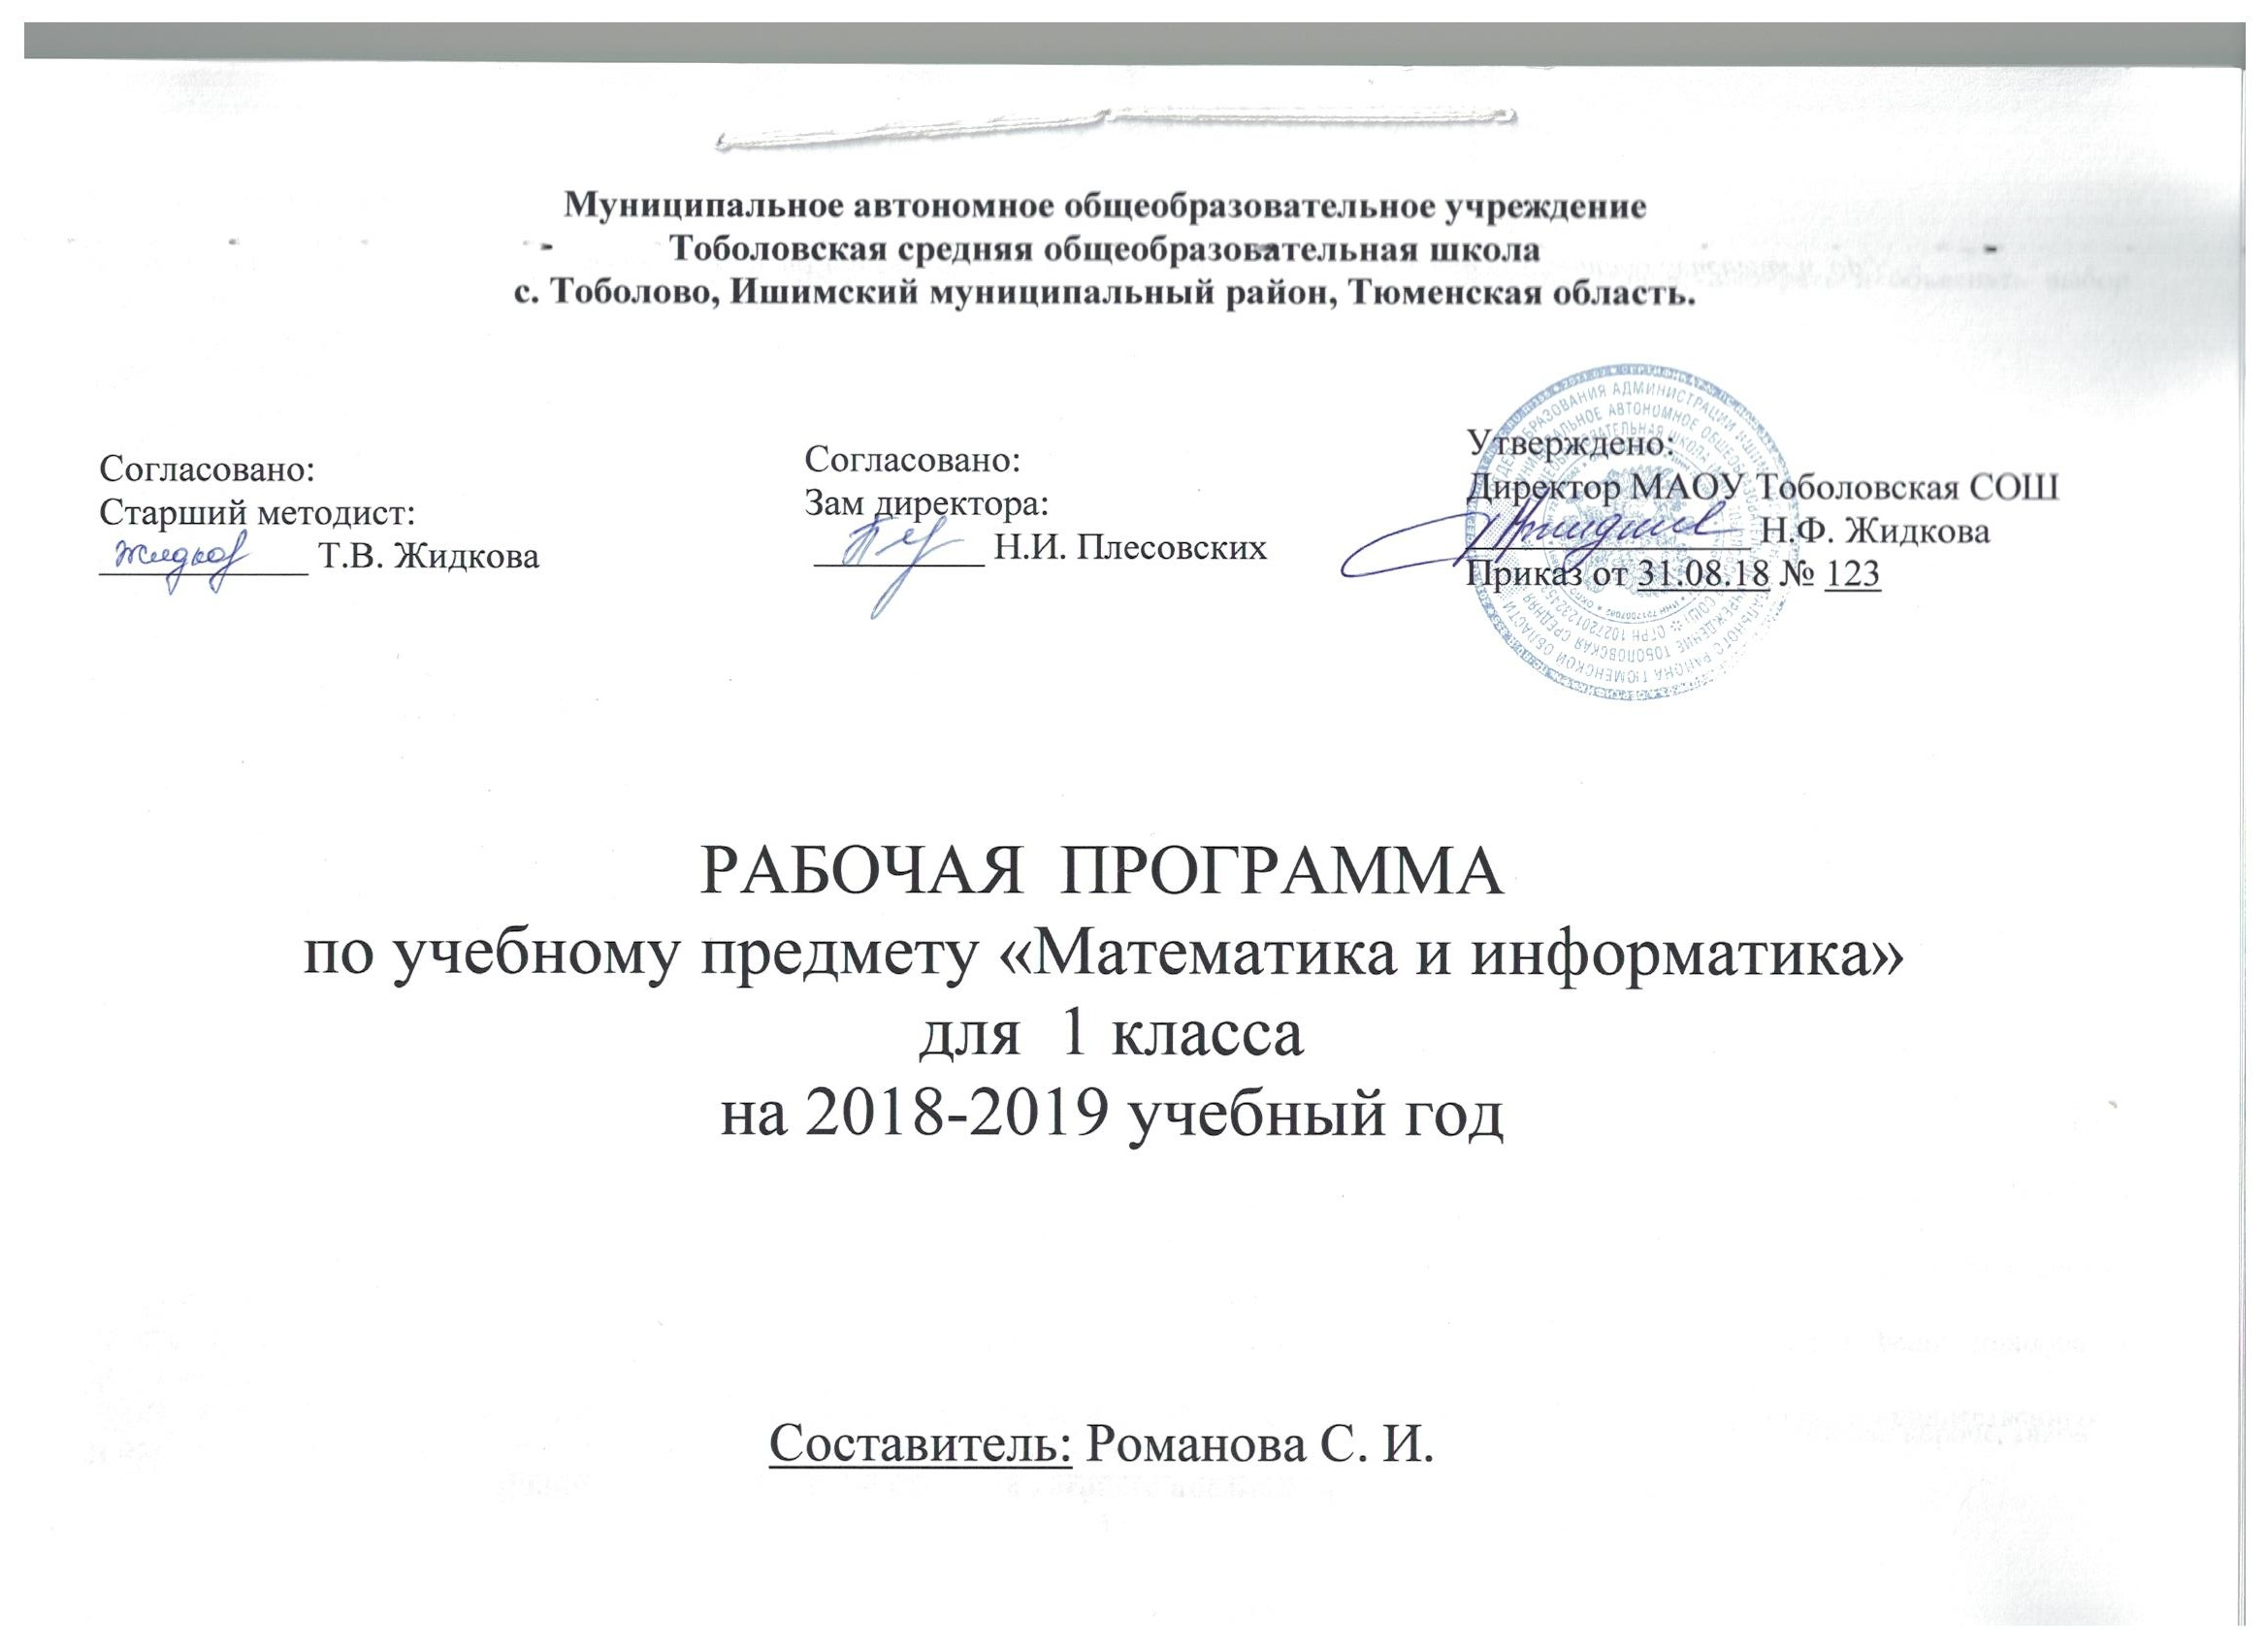 Муниципальное автономное общеобразовательное учреждение
Тоболовская средняя общеобразовательная школа
с. Тоболово, Ишимский муниципальный район, Тюменская область.
Согласовано:
Старший методист:
Т.В. Жидкова
Согласовано:
Зам директора:
Н.И. Плесовских
Утверждено:
Директор МАОУ Тоболовская СОШ
Н.Ф. Жидкова
Приказ от 31.08.18 № 123
РАБОЧАЯ ПРОГРАММА
по учебному предмету «Математика и информатика»
для 1 класса
на 2018-2019 учебный год
Составитель: Романова С. И.